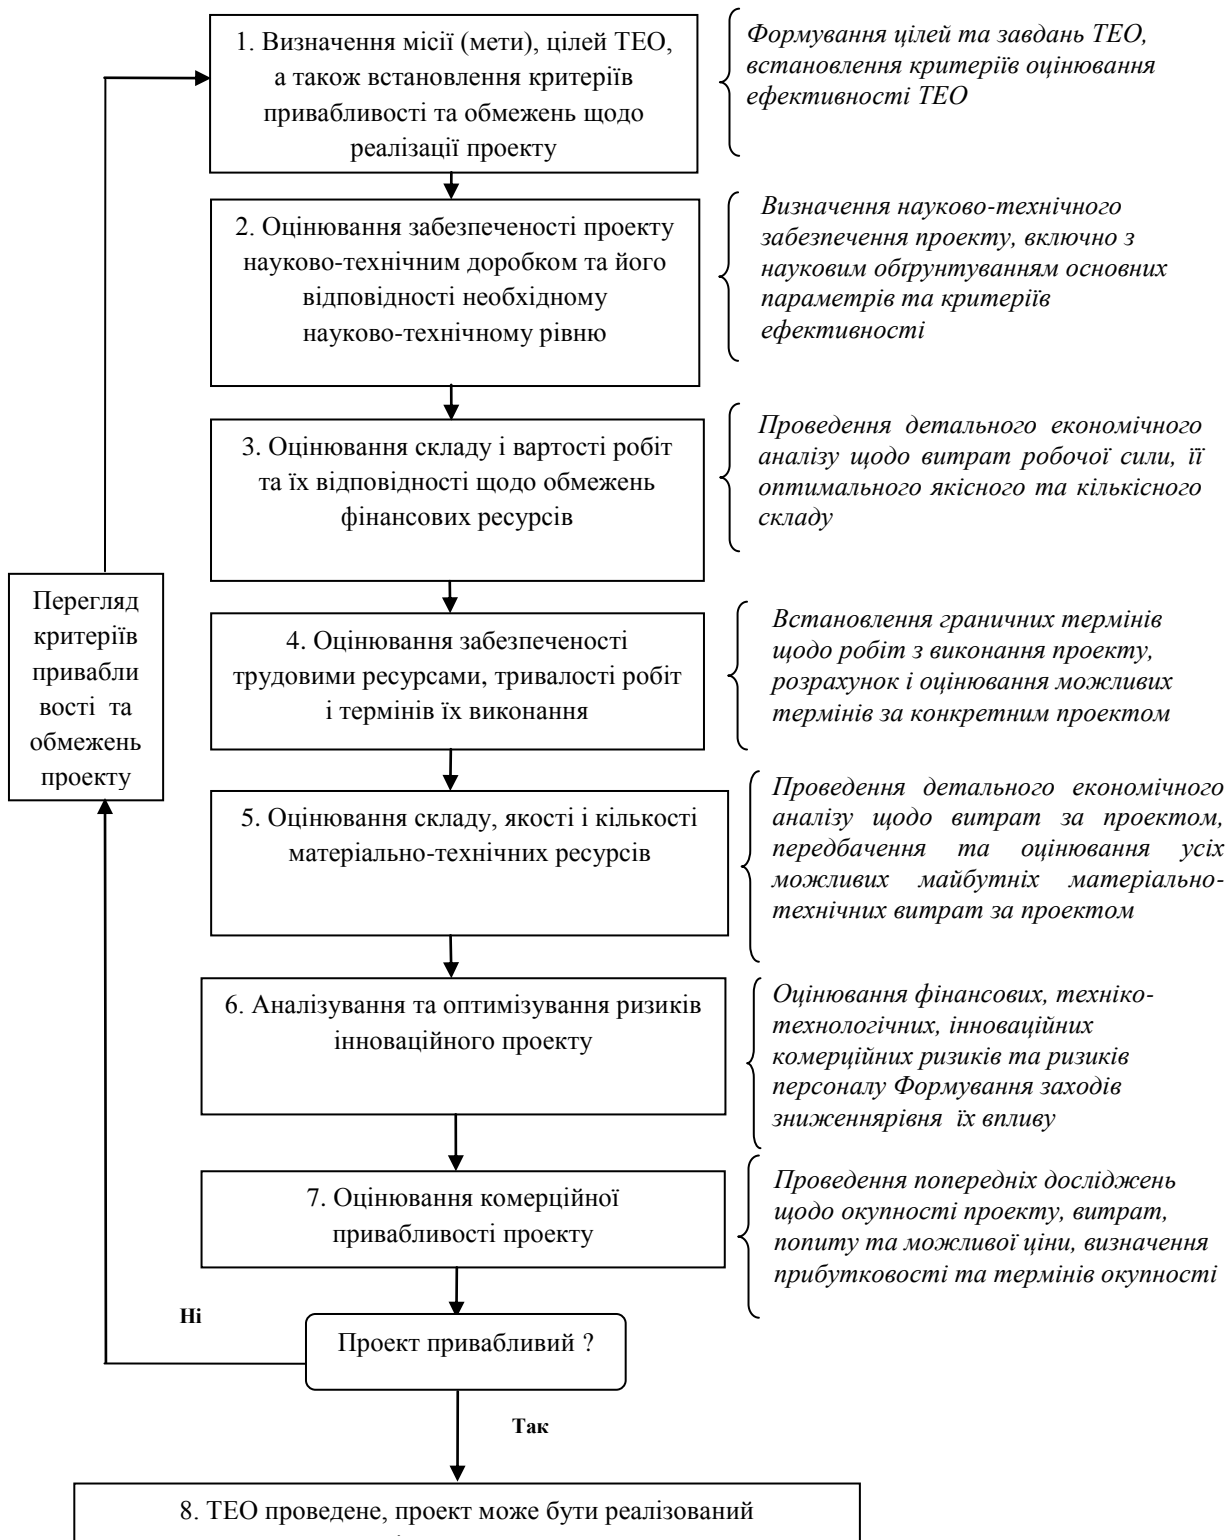 1. Визначення місії (мети), цілей ТЕО,
а також встановлення критеріїв
привабливості та обмежень щодо
реалізації проекту
Формування цілей та завдань ТЕО,
встановлення критеріїв оцінювання
ефективності ТЕО
2. Оцінювання забезпеченості проекту
науково-технічним доробком та його
відповідності необхідному
науково-технічному рівню
Визначення науково-технічного
забезпечення проекту, включно з
науковим обґрунтуванням основних
параметрів та критеріїв
ефективності
3. Оцінювання складу і вартості робіт
та їх відповідності щодо обмежень
фінансових ресурсів
Проведення детального економічного
аналізу щодо витрат робочої сили, її
оптимального якісного та кількісного
складу
Перегляд
критеріїв
привабли
вості та
обмежень
проекту
4. Оцінювання забезпеченості
трудовими ресурсами, тривалості робіт
і термінів їх виконання
Встановлення граничних термінів
щодо робіт з виконання проекту,
розрахунок і оцінювання можливих
термінів за конкретним проектом
5. Оцінювання складу, якості і кількості
матеріально-технічних ресурсів
Проведення детального економічного
аналізу щодо витрат за проектом,
передбачення та оцінювання усіх
можливих майбутніх матеріально-
технічних витрат за проектом
6. Аналізування та оптимізування ризиків
інноваційного проекту
Оцінювання фінансових, техніко-
технологічних, інноваційних
комерційних ризиків та ризиків
персоналу Формування заходів
зниженнярівня їх впливу
7. Оцінювання комерційної
привабливості проекту
Проведення попередніх досліджень
щодо окупності проекту, витрат,
попиту та можливої ціни, визначення
прибутковості та термінів окупності
Ні
Проект привабливий ?
Так
8. ТЕО проведене, проект може бути реалізований